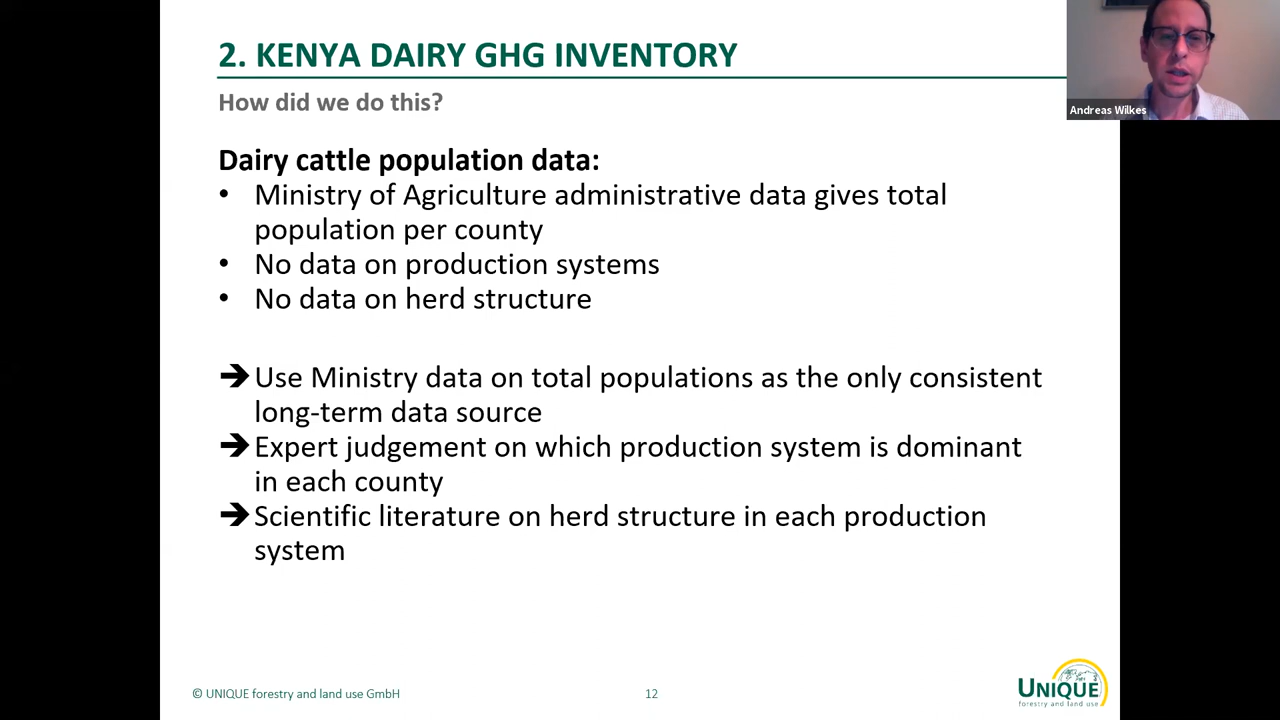 2. KENYA DAIRY GHG INVENTORY
How did we do this?
Andreas Wilkes
Dairy cattle population data:
• Ministry of Agriculture administrative data gives total
population per county
• No data on production systems
• No data on herd structure
➔ Use Ministry data on total populations as the only consistent
long-term data source
➔ Expert judgement on which production system is dominant
in each county
➔ Scientific literature on herd structure in each production
system
© UNIQUE forestry and land use GmbH
12
UNIQUE
forestry and land use